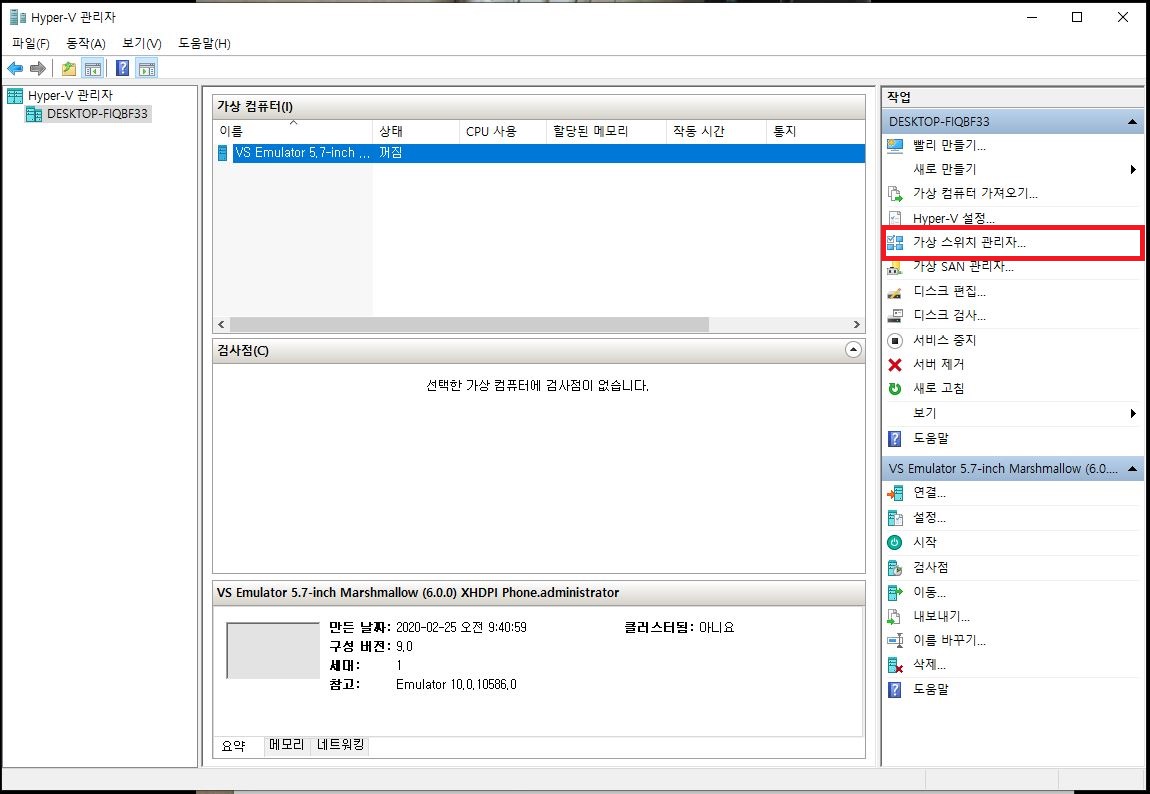 Hyper-V 관리자
파일(F) 동작(A) 보기(V) 도움말(H)
Hyper-V 관리자
DESKTOP-FIQBF33
가상 컴퓨터(I)
이름 상태 CPU 사용 할당된 메모리 작동 시간 통지
VS Emulator 5.7-inch ... 꺼짐
검사점(C)
선택한 가상 컴퓨터에 검사점이 없습니다.
VS Emulator 5.7-inch Marshmallow (6.0.0) XHDPI Phone.administrator
만든 날짜: 2020-02-25 오전 9:40:59 클러스터됨: 아니요
구성 버전: 9.0
세대: 1
참고: Emulator 10.0.10586.0
요약 메모리 네트워킹
작업
DESKTOP-FIQBF33
빨리 만들기...
새로 만들기
가상 컴퓨터 가져오기...
Hyper-V 설정...
가상 스위치 관리자...
가상 SAN 관리자...
디스크 편집...
디스크 검사...
서비스 중지
서버 제거
새로 고침
보기
도움말
VS Emulator 5.7-inch Marshmallow (6.0....
연결...
설정...
시작
검사점
이동...
내보내기...
이름 바꾸기...
삭제...
도움말